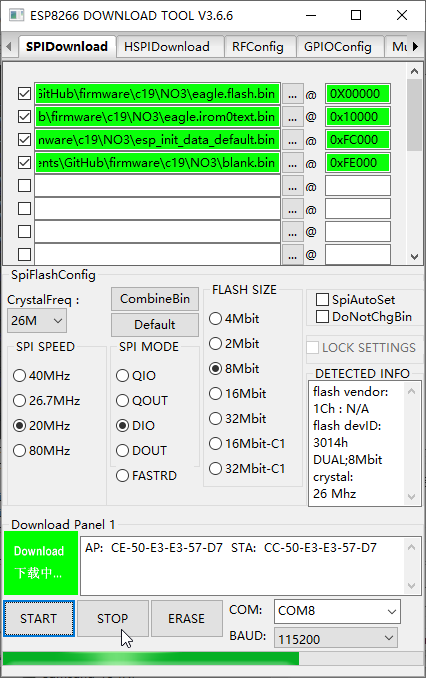 ESP8266 DOWNLOAD TOOL V3.6.6
SPIDownload HSPIDownload RFConfig GPIOConfig Mu
GitHub\firmware\c19\NO3\eagle.flash.bin ... @ 0X00000
b\firmware\c19\NO3\eagle.irom0text.bin ... @ 0x10000
nware\c19\NO3\esp_init_data_default.bin ... @ 0xFC000
ents\GitHub\firmware\c19\NO3\blank.bin ... @ 0xFE000
... @
... @
... @
... @
SpiFlashConfig
CrystalFreq :
26M
CombineBin
Default
SPI SPEED
40MHz
26.7MHz
20MHz
80MHz
SPI MODE
QIO
QOUT
DIO
DOUT
FASTRD
FLASH SIZE
4Mbit
2Mbit
8Mbit
16Mbit
32Mbit
16Mbit-C1
32Mbit-C1
SpiAutoSet
DoNotChgBin
LOCK SETTINGS
DETECTED INFO
flash vendor:
1Ch : N/A
flash devID:
3014h
DUAL;8Mbit
crystal:
26 Mhz
Download Panel 1
Download
下载中...
AP: CE-50-E3-E3-57-D7 STA: CC-50-E3-E3-57-D7
START STOP ERASE
COM: COM8
BAUD: 115200